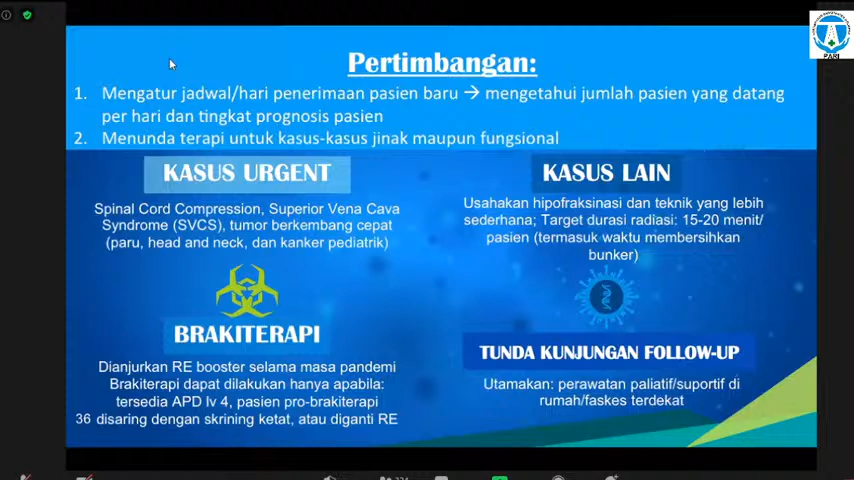 Pertimbangan:
1. Mengatur jadwal/hari penerimaan pasien baru → mengetahui jumlah pasien yang datang
per hari dan tingkat prognosis pasien
2. Menunda terapi untuk kasus-kasus jinak maupun fungsional
KASUS URGENT
Spinal Cord Compression, Superior Vena Cava
Syndrome (SVCS), tumor berkembang cepat
(paru, head and neck, dan kanker pediatrik)
KASUS LAIN
Usahakan hipofraksinasi dan teknik yang lebih
sederhana; Target durasi radiasi: 15-20 menit/
pasien (termasuk waktu membersihkan
bunker)
BRAKITERAPI
Dianjurkan RE booster selama masa pandemi
Brakiterapi dapat dilakukan hanya apabila:
tersedia APD lv 4, pasien pro-brakiterapi
disaring dengan skrining ketat, atau diganti RE
36
TUNDA KUNJUNGAN FOLLOW-UP
Utamakan: perawatan paliatif/suportif di
rumah/faskes terdekat
PARI